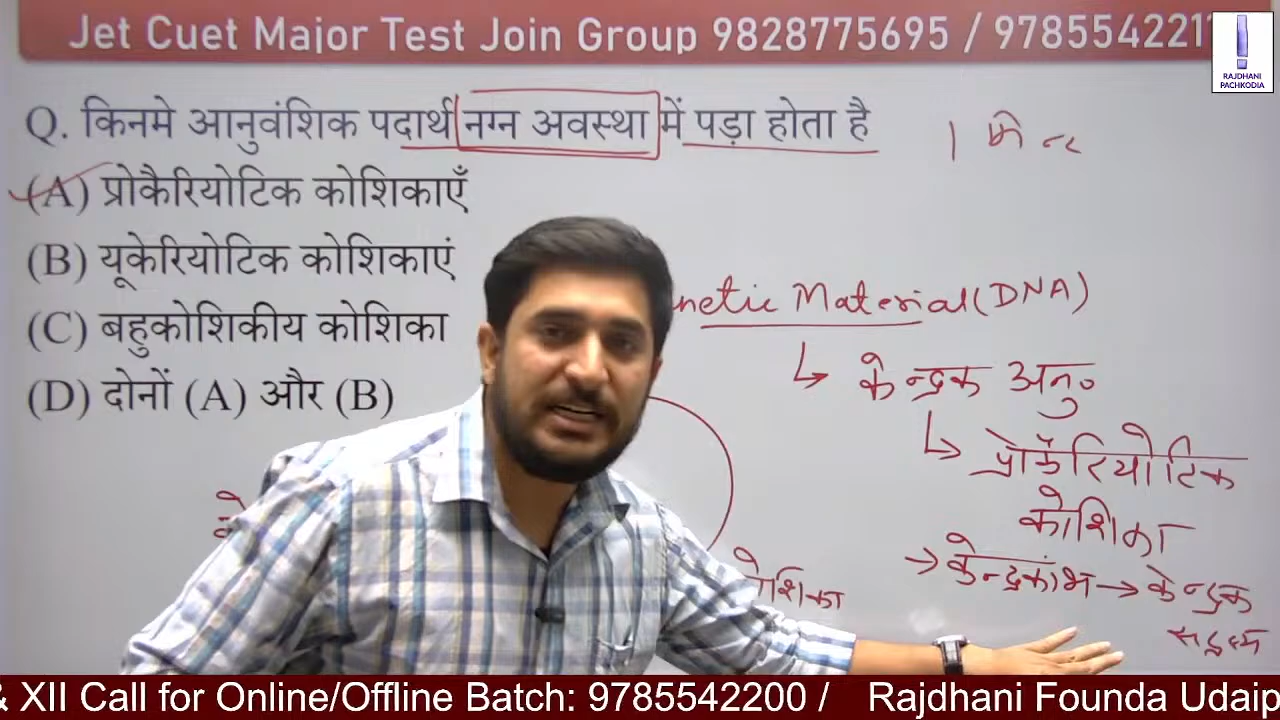 Jet Cuet Major Test Join Group 9828775695 / 978554221
RAJDHANI
PACHKODIA
Q. किनमे आनुवंशिक पदार्थ नग्न अवस्था में पड़ा होता है
(A) प्रोकैरियोटिक कोशिकाएँ
(B) यूकेरियोटिक कोशिकाएं
(C) बहुकोशिकीय कोशिका
(D) दोनों (A) और (B)
netic Material (DNA)
↳ केन्द्रक अनु॰
↳ प्रोकैरियोटिक
कोशिका
→ केन्द्रकांभ → केन्द्रक
सदृश्य
ोशिका
& XII Call for Online/Offline Batch: 9785542200 / Rajdhani Founda Udaip